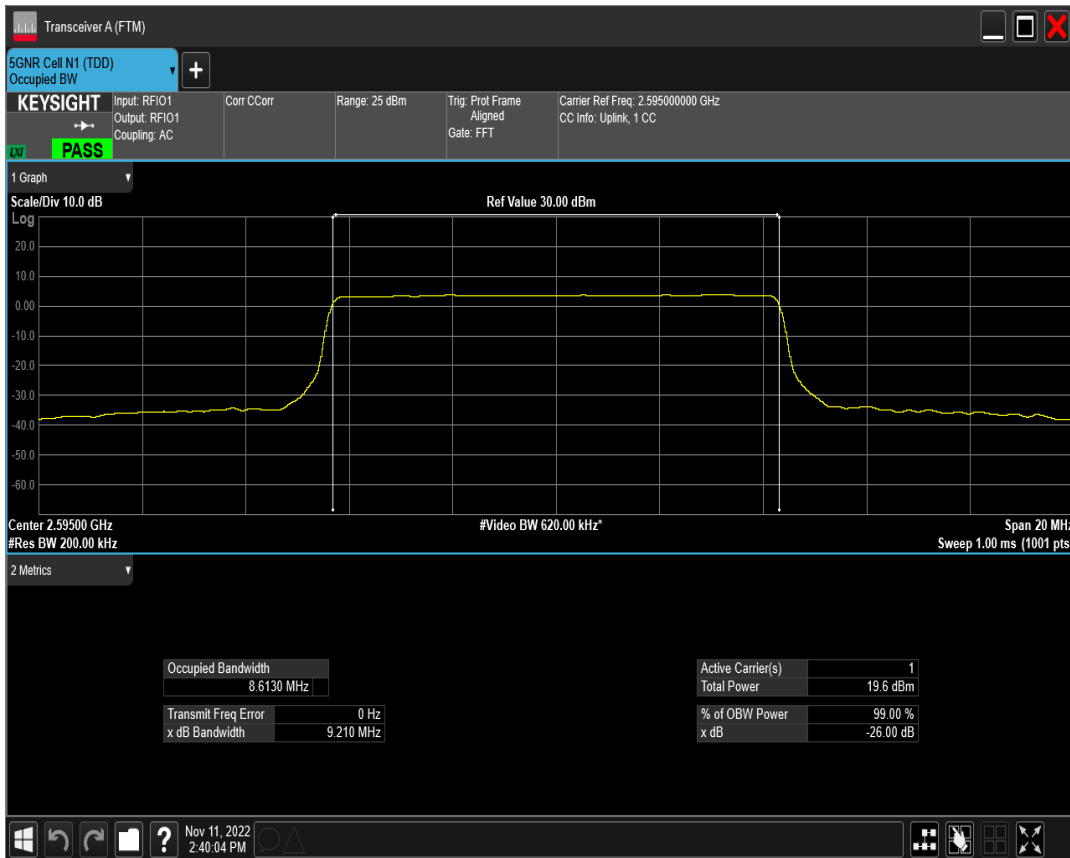 Transceiver A (FTM)
5GNR Cell N1 (TDD)
Occupied BW
+
KEYSIGHT
LXI
PASS
Input: RFIO1
Output: RFIO1
Coupling: AC
Corr CCorr
Range: 25 dBm
Trig: Prot Frame
Aligned
Gate: FFT
Carrier Ref Freq: 2.595000000 GHz
CC Info: Uplink, 1 CC
1 Graph
Scale/Div 10.0 dB
Ref Value 30.00 dBm
Log
20.0
10.0
0.00
-10.0
-20.0
-30.0
-40.0
-50.0
-60.0
Center 2.59500 GHz
#Video BW 620.00 kHz*
Span 20 MHz
#Res BW 200.00 kHz
Sweep 1.00 ms (1001 pts
2 Metrics
Occupied Bandwidth
8.6130 MHz
Transmit Freq Error 0 Hz
x dB Bandwidth 9.210 MHz
Active Carrier(s) 1
Total Power 19.6 dBm
% of OBW Power 99.00 %
x dB -26.00 dB
?
Nov 11, 2022
2:40:04 PM